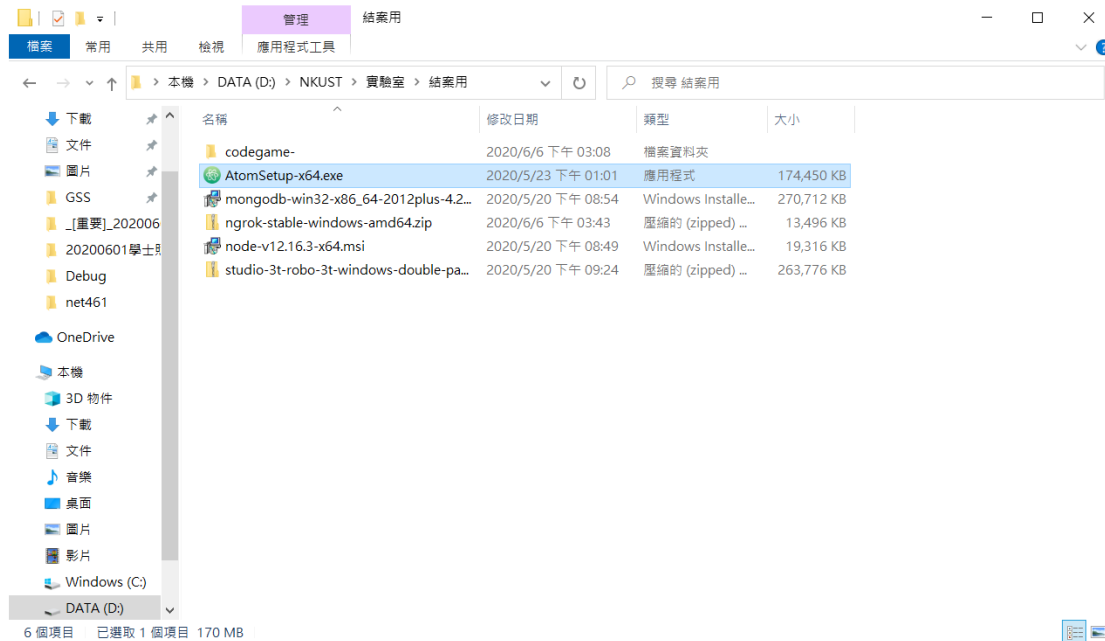 管理 結案用
檔案 常用 共用 檢視 應用程式工具
本機 > DATA (D:) > NKUST > 實驗室 > 結案用 搜尋 結案用
下載
文件
圖片
GSS
_[重要]_202006
20200601學士
Debug
net461
OneDrive
本機
3D 物件
下載
文件
音樂
桌面
圖片
影片
Windows (C:)
DATA (D:)
名稱 修改日期 類型 大小
codegame- 2020/6/6 下午 03:08 檔案資料夾
AtomSetup-x64.exe 2020/5/23 下午 01:01 應用程式 174,450 KB
mongodb-win32-x86_64-2012plus-4.2... 2020/5/20 下午 08:54 Windows Installe... 270,712 KB
ngrok-stable-windows-amd64.zip 2020/6/6 下午 03:43 壓縮的 (zipped) ... 13,496 KB
node-v12.16.3-x64.msi 2020/5/20 下午 08:49 Windows Installe... 19,316 KB
studio-3t-robo-3t-windows-double-pa... 2020/5/20 下午 09:24 壓縮的 (zipped) ... 263,776 KB
6 個項目 已選取 1 個項目 170 MB